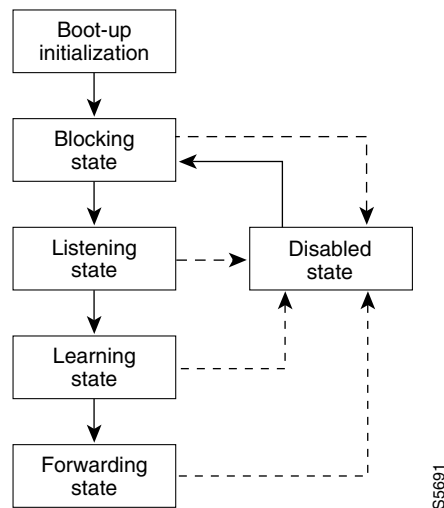 Boot-up
initialization
Blocking
state
Listening
state
Disabled
state
Learning
state
Forwarding
state
S5691